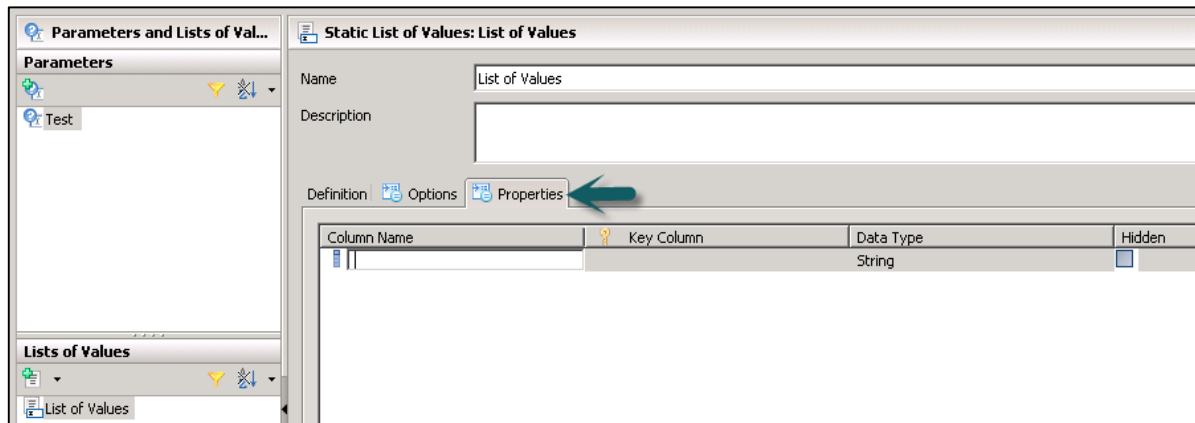 Parameters and Lists of Val...
Parameters
Test
Lists of Values
List of Values
Static List of Values: List of Values
Name
List of Values
Description
Definition Options Properties
Column Name Key Column Data Type Hidden
String